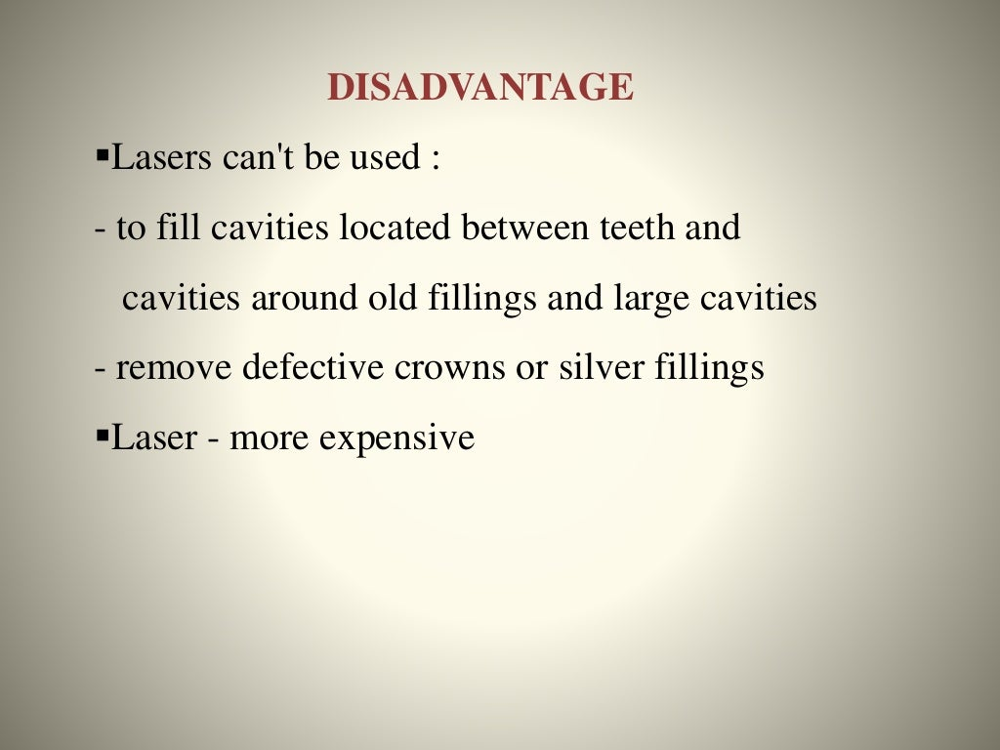 DISADVANTAGE
▪Lasers can't be used :
- to fill cavities located between teeth and
cavities around old fillings and large cavities
- remove defective crowns or silver fillings
▪Laser - more expensive